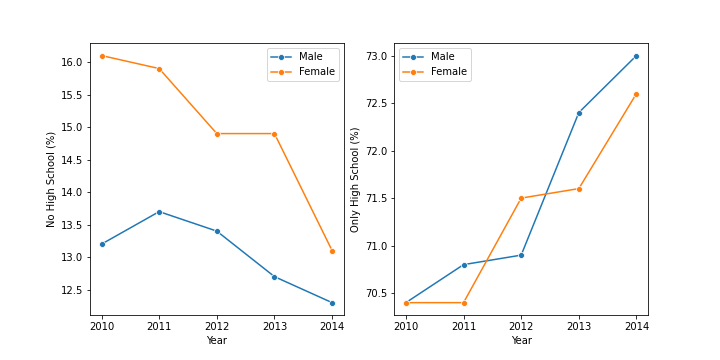 No High School (%)
16.0
15.5
15.0
14.5
14.0
13.5
13.0
12.5
2010 2011 2012 2013 2014
Year
Male
Female
Only High School (%)
73.0
72.5
72.0
71.5
71.0
70.5
2010 2011 2012 2013 2014
Year
Male
Female